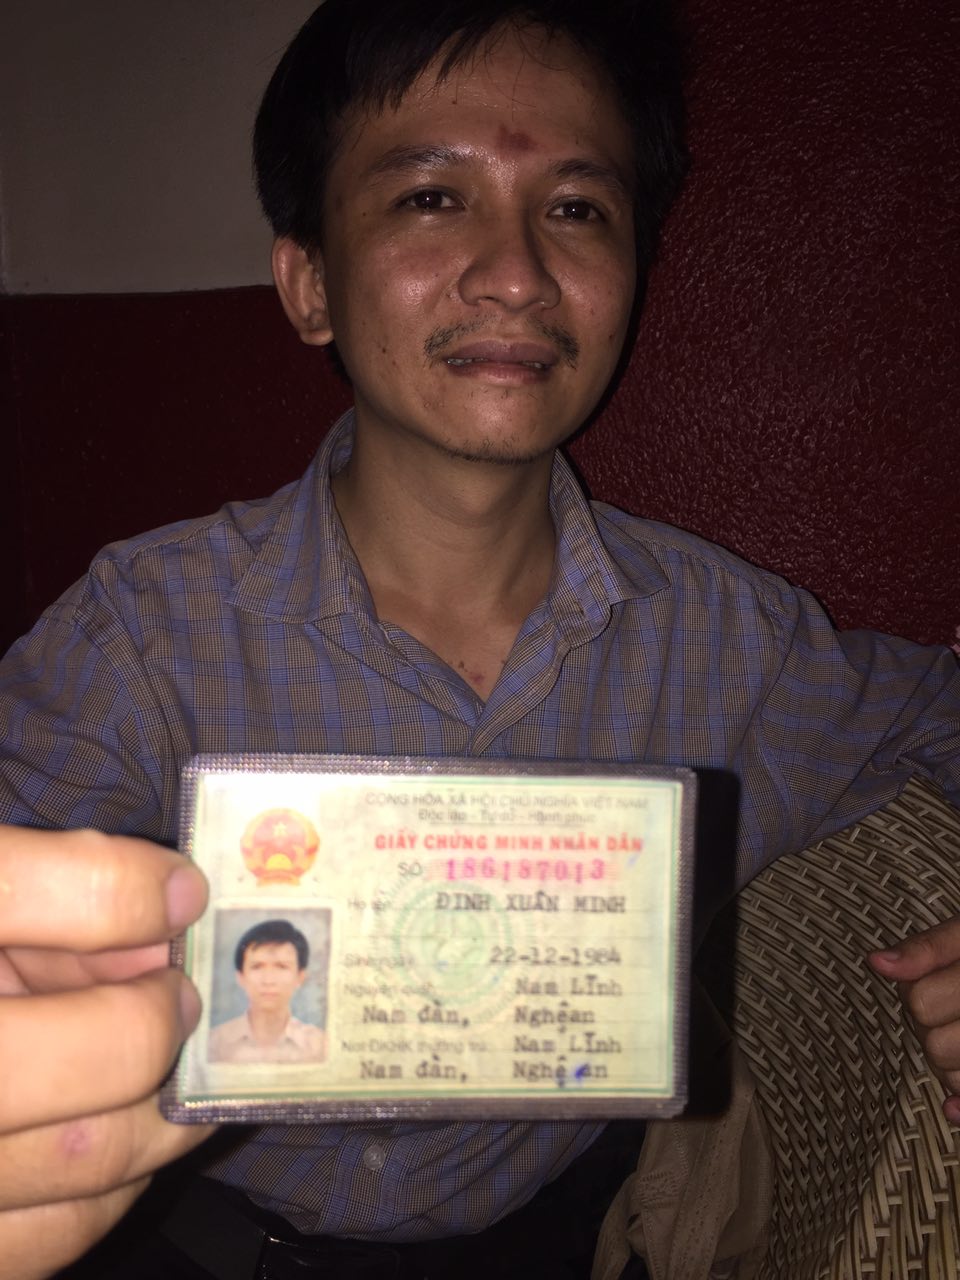 CỘNG HÒA XÃ HỘI CHỦ NGHĨA VIỆT NAM
Độc lập - Tự do - Hạnh phúc
GIẤY CHỨNG MINH NHÂN DÂN
SỐ 186187013
Họ tên ĐINH XUÂN MINH
Sinh ngày 22-12-1984
Nguyên quán Nam Lĩnh
Nam đàn, Nghệan
Nơi ĐKHK thường trú Nam Lĩnh
Nam đàn, Nghệ an